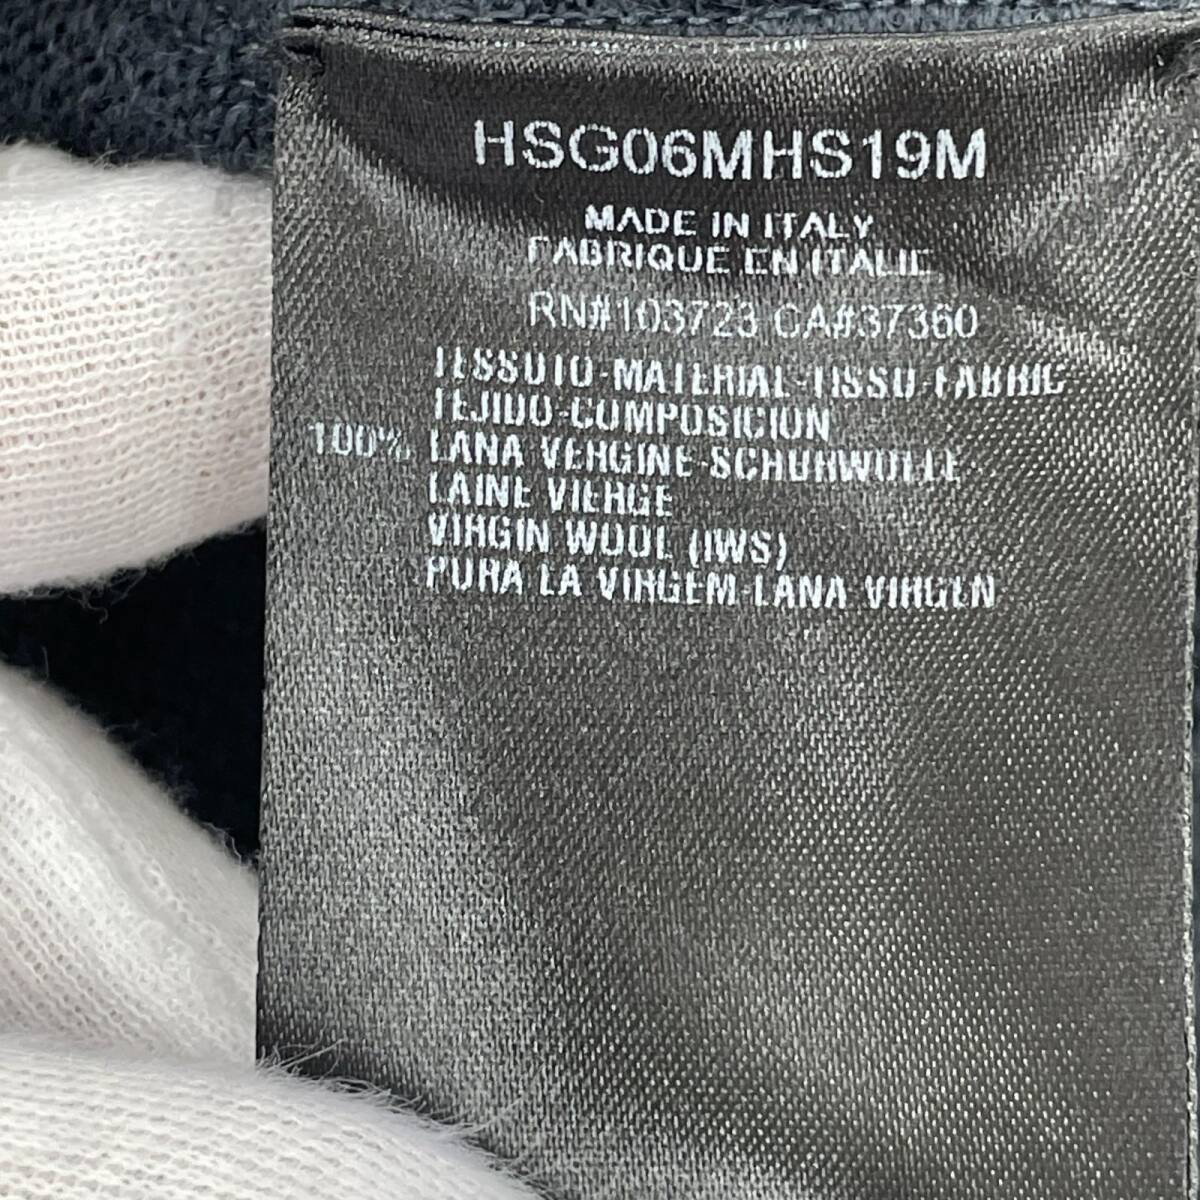 HSG06MHS19M
MADE IN ITALY
FABRIQUE EN ITALIE
RN#103723 CA#37360
TESSUTO-MATERIAL-TISSU-FABRIC
TEJIDO-COMPOSICION
100% LANA VERGINE-SCHURWOLLE-
LAINE VIERGE
VIRGIN WOOL (IWS)
PURA LA VIRGEM-LANA VIRGEN